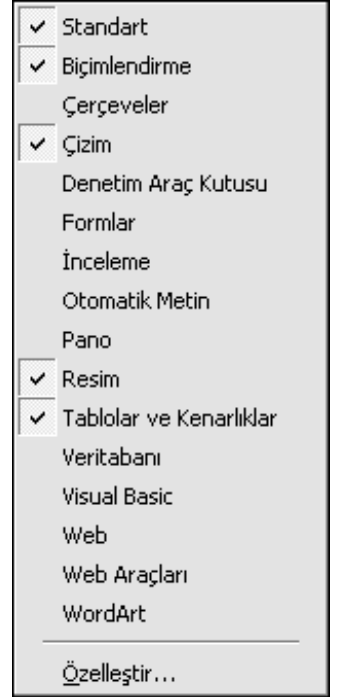 Standart
Biçimlendirme
Çerçeveler
Çizim
Denetim Araç Kutusu
Formlar
İnceleme
Otomatik Metin
Pano
Resim
Tablolar ve Kenarlıklar
Veritabanı
Visual Basic
Web
Web Araçları
WordArt
Özelleştir...